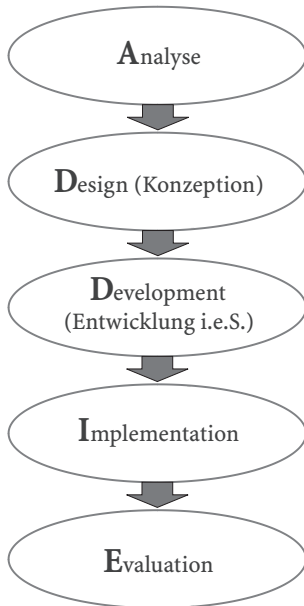 Analyse
Design (Konzeption)
Development
(Entwicklung i.e.S.)
Implementation
Evaluation